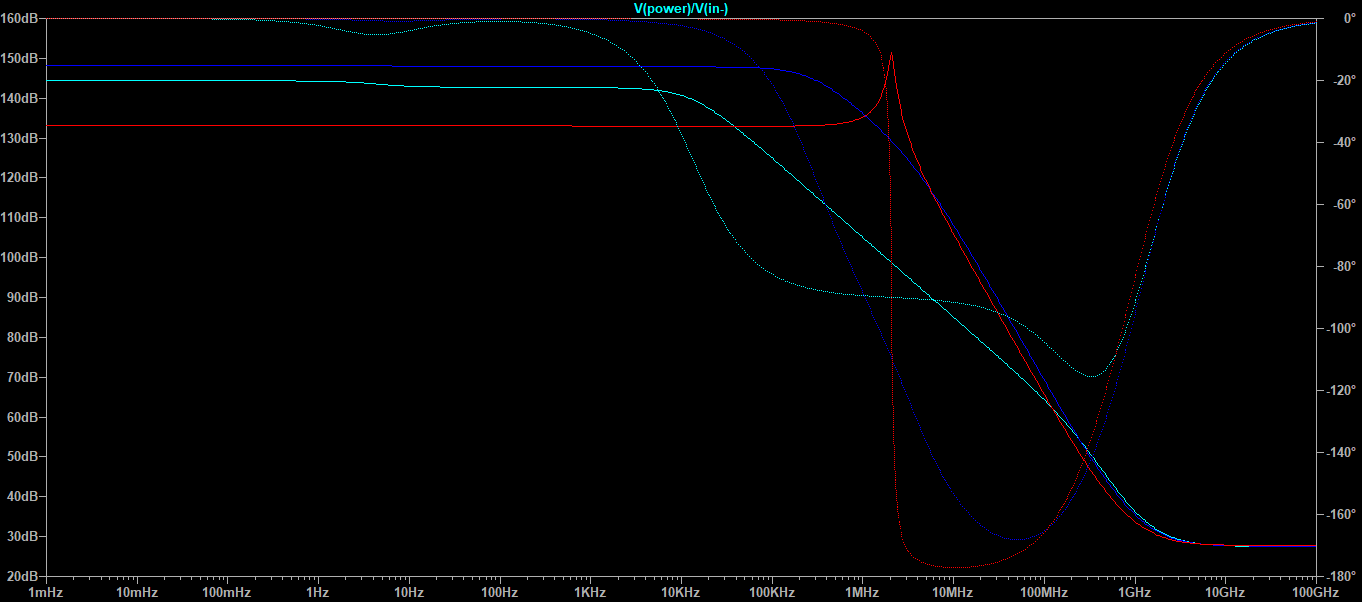 V(power)/V(in-)
160dB 0°
150dB
140dB -20°
130dB -40°
120dB
110dB -60°
100dB -80°
90dB
80dB -100°
70dB -120°
60dB
50dB -140°
40dB
30dB -160°
20dB -180°
1mHz 10mHz 100mHz 1Hz 10Hz 100Hz 1KHz 10KHz 100KHz 1MHz 10MHz 100MHz 1GHz 10GHz 100GHz